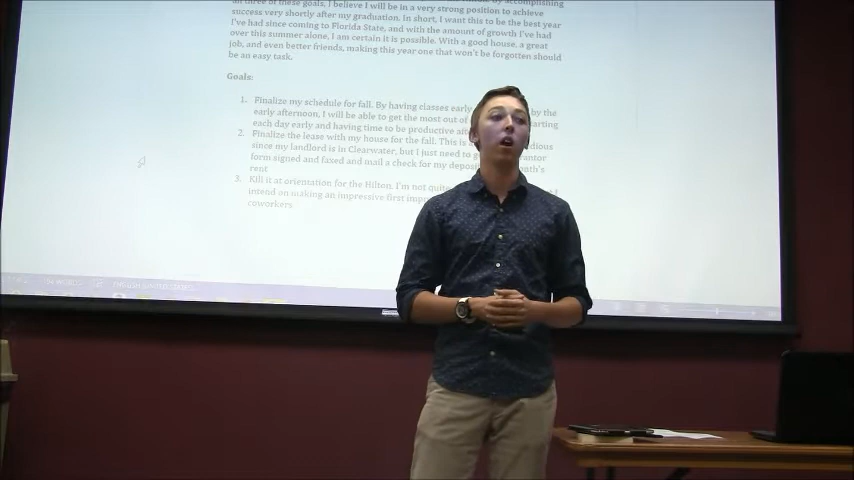 all three of these goals, I believe I will be in a very strong position to achieve
success very shortly after my graduation. In short, I want this to be the best year
I've had since coming to Florida State, and with the amount of growth I've had
over this summer alone, I am certain it is possible. With a good house, a great
job, and even better friends, making this year one that won't be forgotten should
be an easy task.
Goals:
1. Finalize my schedule for fall. By having classes early by the
early afternoon, I will be able to get the most out of
each day early and having time to be productive
2. Finalize the lease with my house for the fall. This is
since my landlord is in Clearwater, but I just need to
form signed and faxed and mail a check for my
rent
3. Kill it at orientation for the Hilton. I'm not quite
intend on making an impressive first
coworkers
ENGLISH (UNITED STATES)